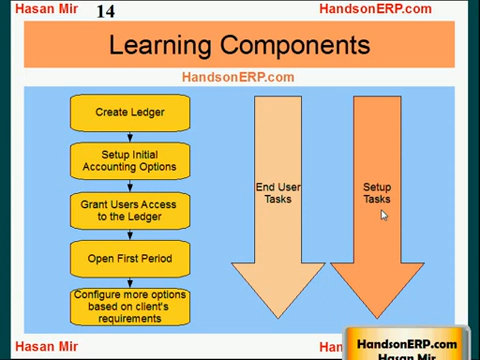 Hasan Mir 14 HandsonERP.com
Learning Components
HandsonERP.com
Create Ledger
Setup Initial
Accounting Options
Grant Users Access
to the Ledger
Open First Period
Configure more options
based on client's
requirements
End User
Tasks
Setup
Tasks
Hasan Mir
HandsonERP.com
Hasan Mir